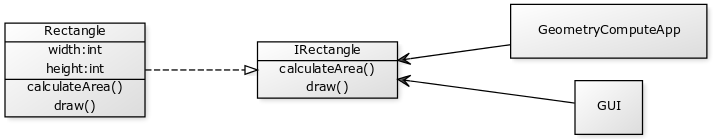 Rectangle
width:int
height:int
calculateArea()
draw()
IRectangle
calculateArea()
draw()
GeometryComputeApp
GUI